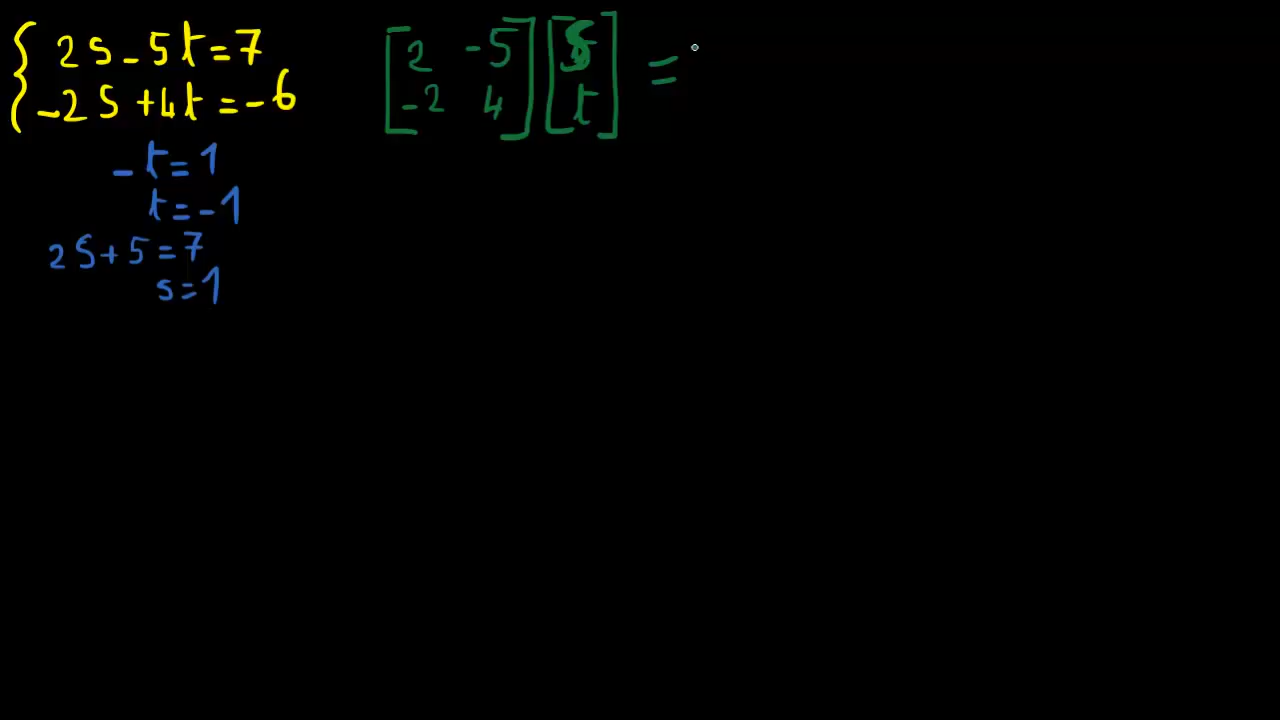 2s - 5t = 7
-2s + 4t = -6
-t = 1
t = -1
2s + 5 = 7
s = 1
[2 -5] [s] =
[-2 4] [t]